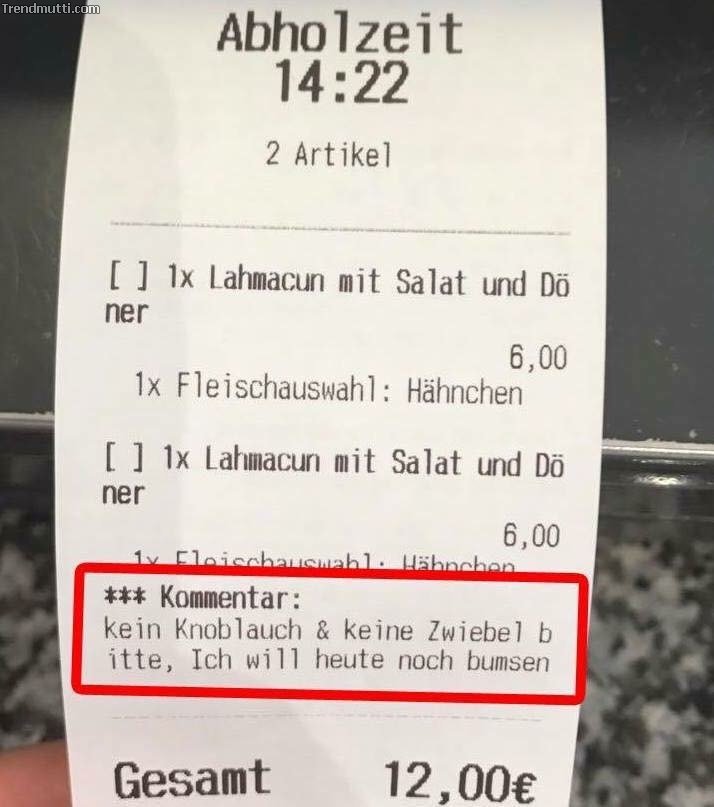 Trendmutti.com
Abholzeit
14:22
2 Artikel
[ ] 1x Lahmacun mit Salat und Dö
ner
6,00
1x Fleischauswahl: Hähnchen
[ ] 1x Lahmacun mit Salat und Dö
ner
6,00
1x Fleischauswahl: Hähnchen
*** Kommentar:
kein Knoblauch & keine Zwiebel b
itte, Ich will heute noch bumsen
Gesamt 12,00€